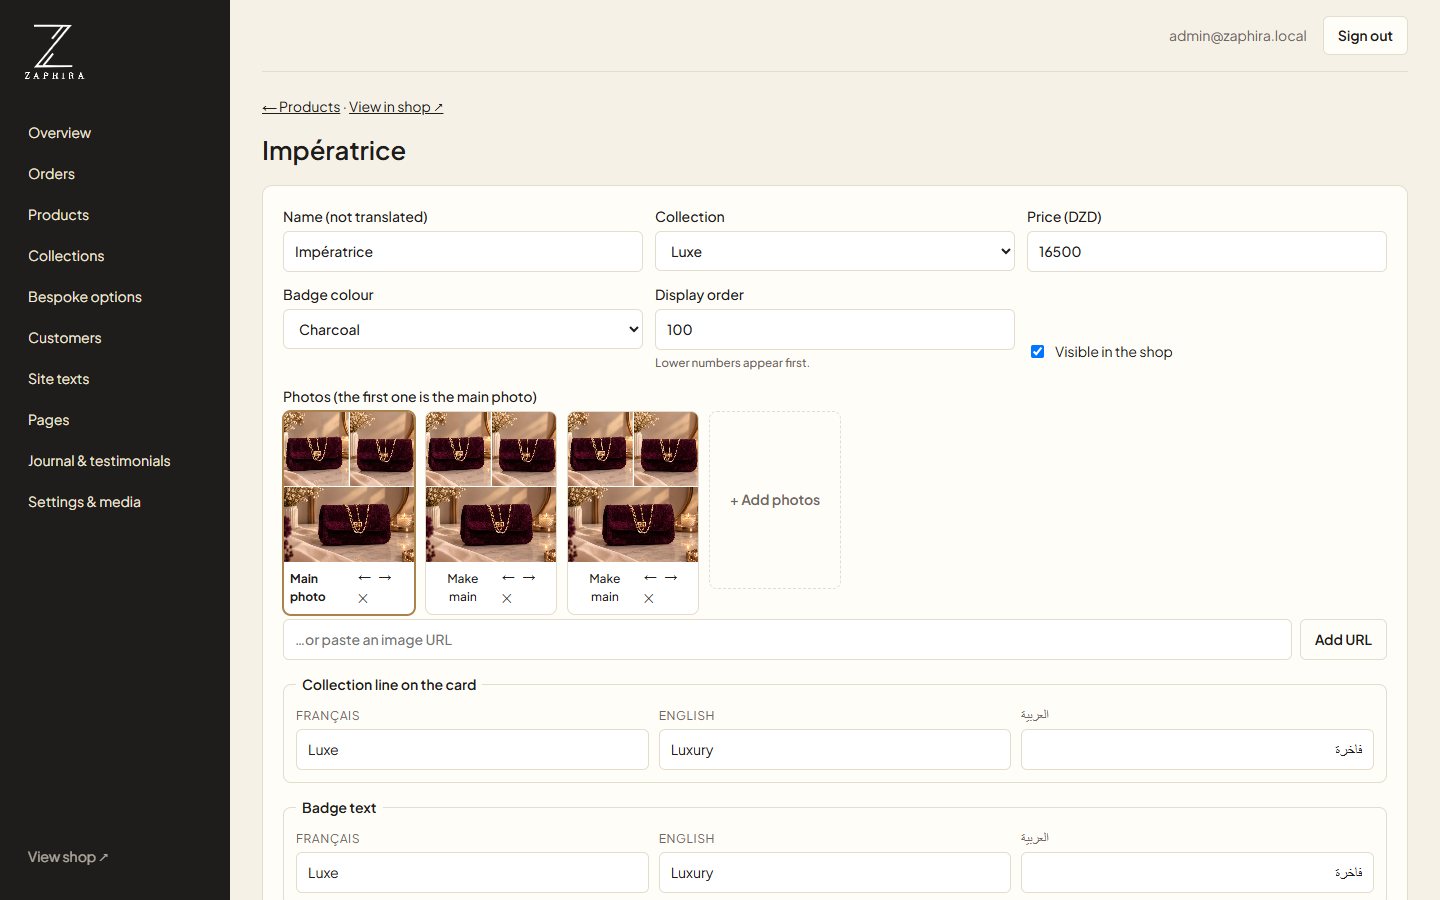 ZAPHIRA
Overview
Orders
Products
Collections
Bespoke options
Customers
Site texts
Pages
Journal & testimonials
Settings & media
View shop ↗
admin@zaphira.local
Sign out
← Products · View in shop ↗
Impératrice
Name (not translated)
Impératrice
Collection
Luxe
Price (DZD)
16500
Badge colour
Charcoal
Display order
100
Lower numbers appear first.
Visible in the shop
Photos (the first one is the main photo)
Main
photo
← →
×
Make
main
← →
×
Make
main
← →
×
+ Add photos
...or paste an image URL
Add URL
Collection line on the card
FRANÇAIS
Luxe
ENGLISH
Luxury
العربية
فاخرة
Badge text
FRANÇAIS
Luxe
ENGLISH
Luxury
العربية
فاخرة